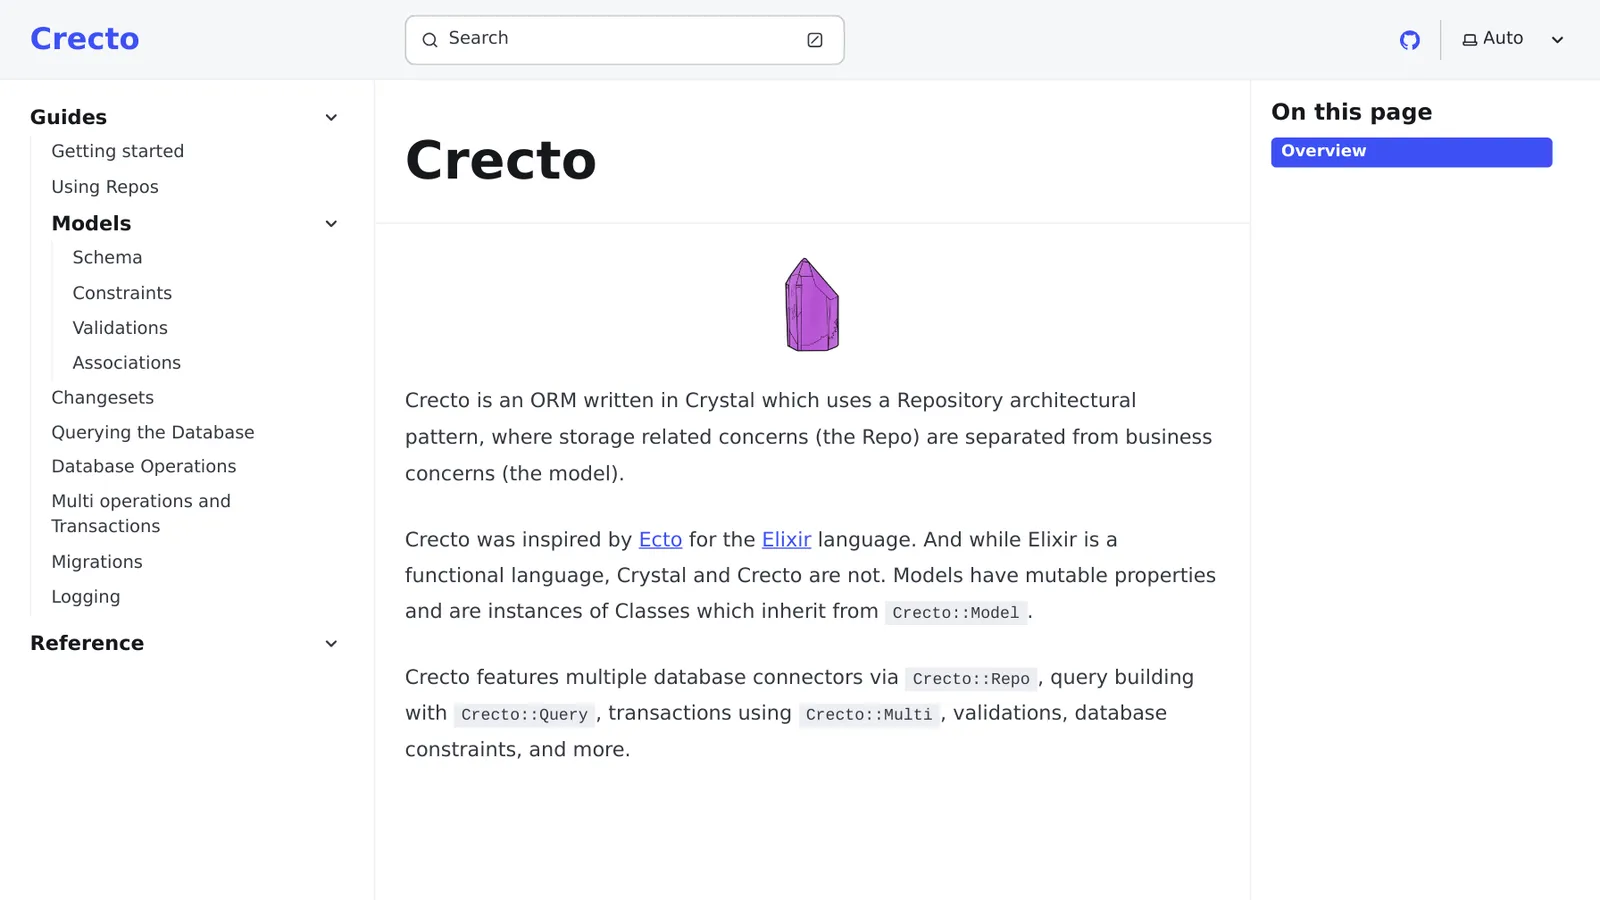 Crecto
Search
Auto
Guides
Getting started
Using Repos
Models
Schema
Constraints
Validations
Associations
Changesets
Querying the Database
Database Operations
Multi operations and
Transactions
Migrations
Logging
Reference
Crecto
Crecto is an ORM written in Crystal which uses a Repository architectural
pattern, where storage related concerns (the Repo) are separated from business
concerns (the model).
Crecto was inspired by Ecto for the Elixir language. And while Elixir is a
functional language, Crystal and Crecto are not. Models have mutable properties
and are instances of Classes which inherit from Crecto::Model.
Crecto features multiple database connectors via Crecto::Repo, query building
with Crecto::Query, transactions using Crecto::Multi, validations, database
constraints, and more.
On this page
Overview